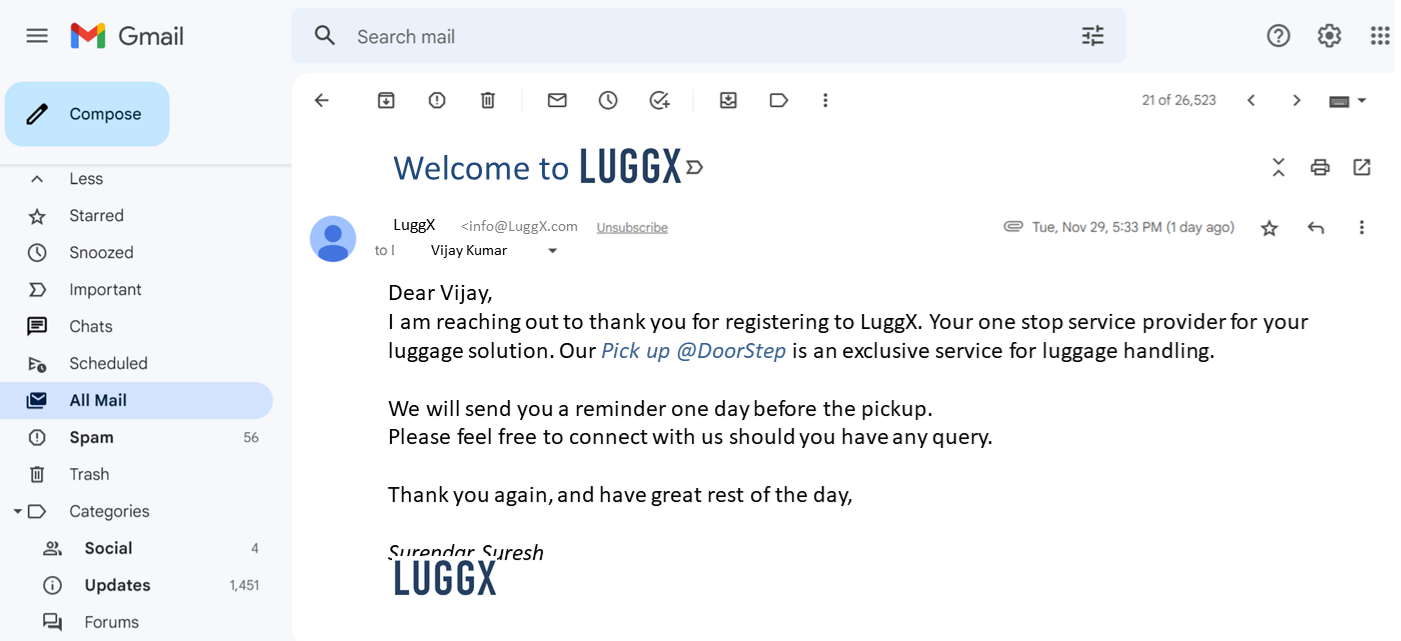 Gmail
Search mail
Compose
21 of 26,523
Less
Starred
Snoozed
Important
Chats
Scheduled
All Mail
Spam 56
Trash
Categories
Social 4
Updates 1,451
Forums
Welcome to LUGGX
LuggX <info@LuggX.com Unsubscribe
Tue, Nov 29, 5:33 PM (1 day ago)
to Vijay Kumar
Dear Vijay,
I am reaching out to thank you for registering to LuggX. Your one stop service provider for your
luggage solution. Our Pick up @DoorStep is an exclusive service for luggage handling.
We will send you a reminder one day before the pickup.
Please feel free to connect with us should you have any query.
Thank you again, and have great rest of the day,
Surendar Suresh
LUGGX